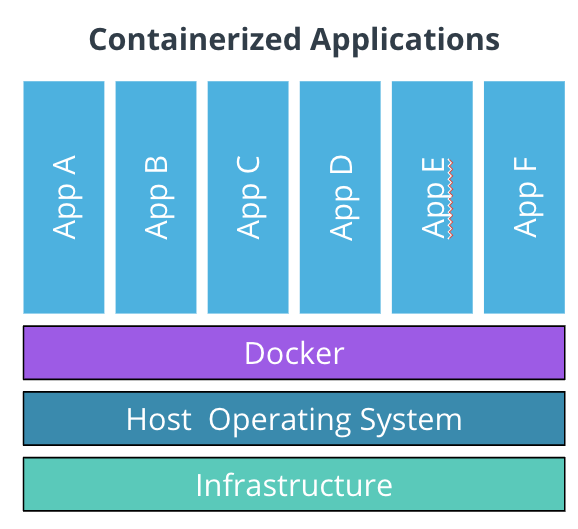 Containerized Applications
App A
App B
App C
App D
App E
App F
Docker
Host  Operating System
Infrastructure